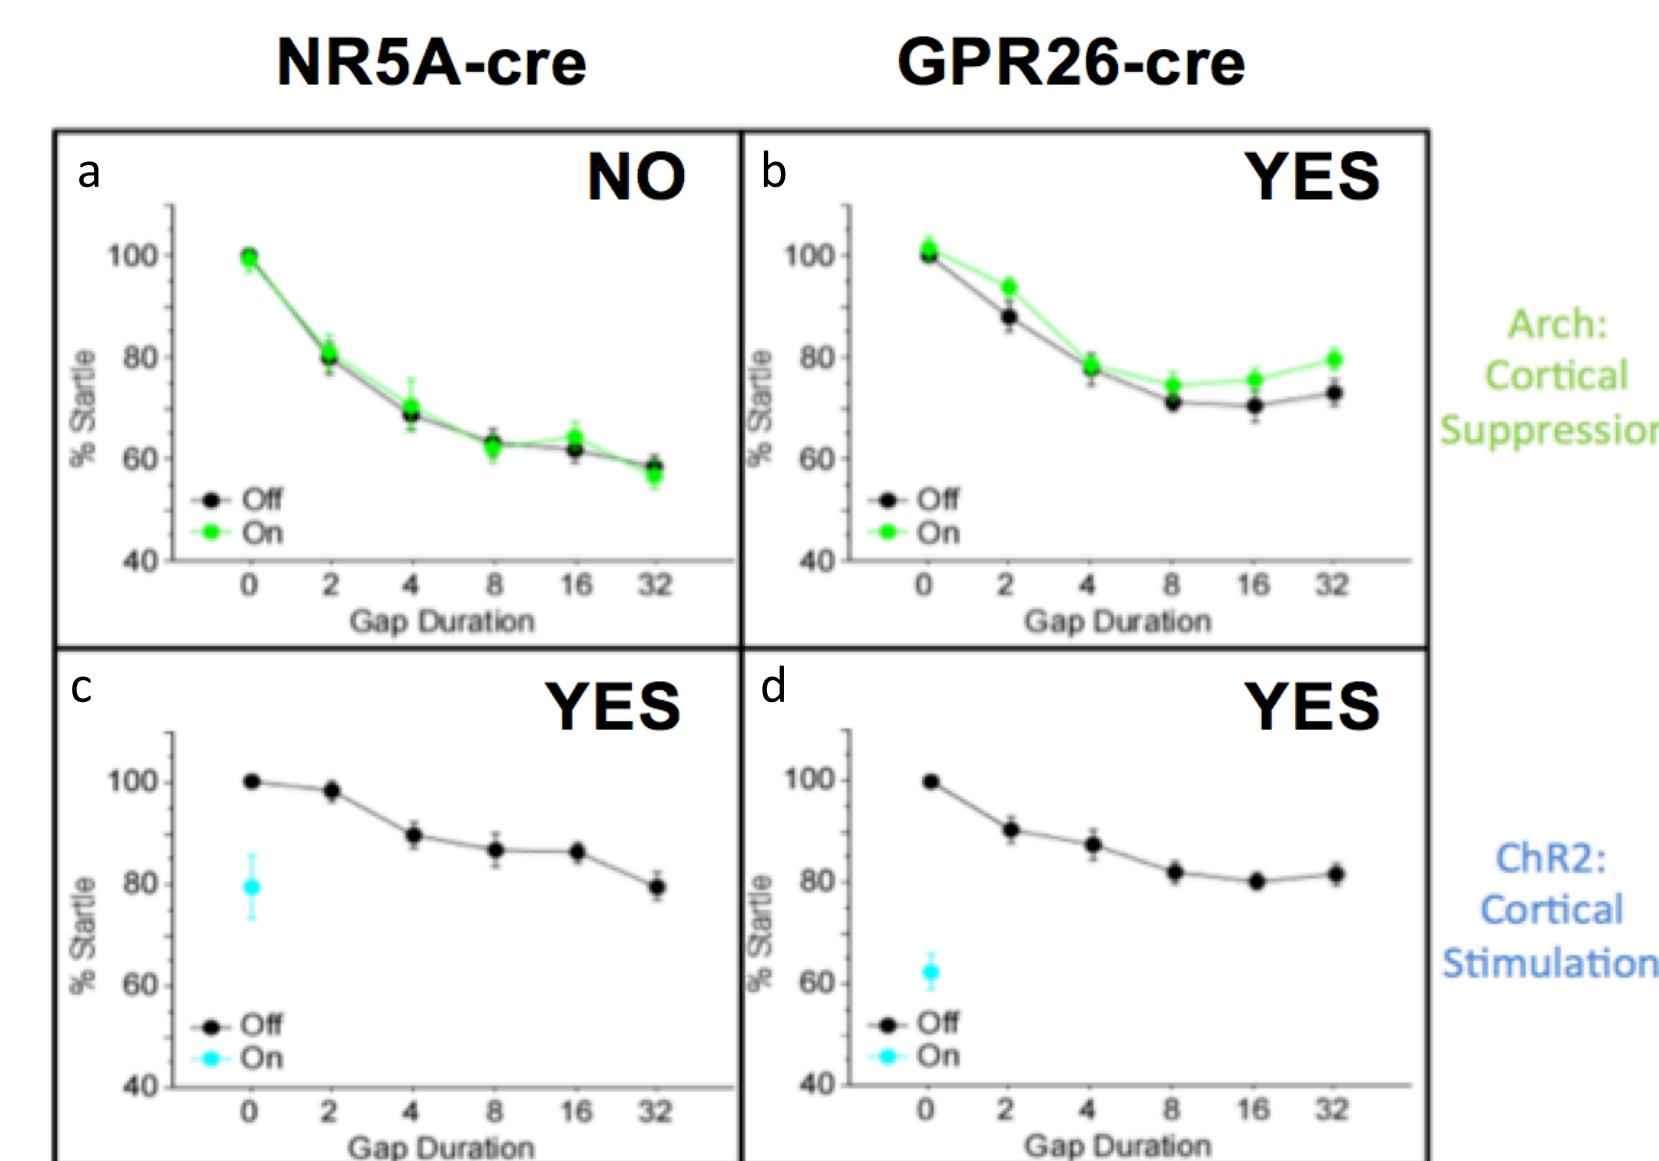 NR5A-cre
GPR26-cre
a
NO
100
80
60
40
% Startle
Off
On
0 2 4 8 16 32
Gap Duration
b
YES
100
80
60
40
% Startle
Off
On
0 2 4 8 16 32
Gap Duration
Arch:
Cortical
Suppression
c
YES
100
80
60
40
% Startle
Off
On
0 2 4 8 16 32
Gap Duration
d
YES
100
80
60
40
% Startle
Off
On
0 2 4 8 16 32
Gap Duration
ChR2:
Cortical
Stimulation